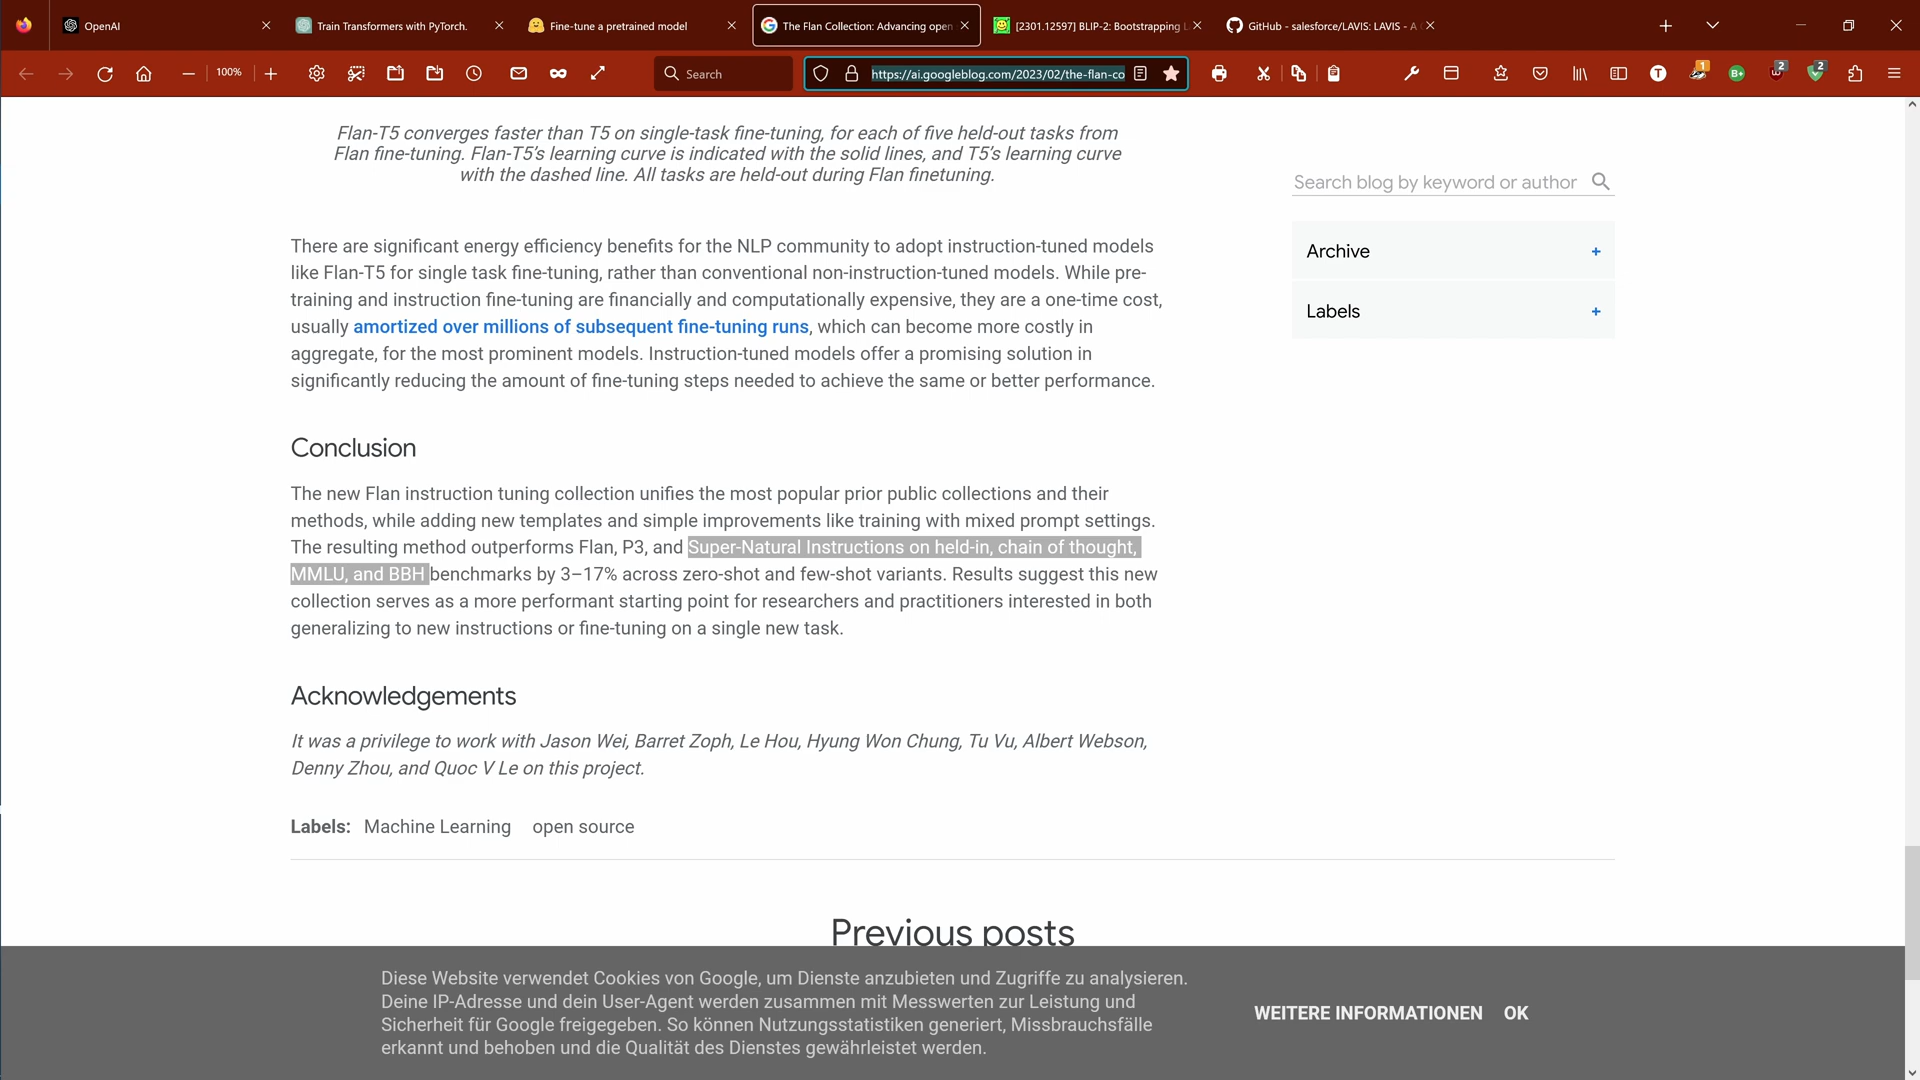 OpenAI
Train Transformers with PyTorch.
Fine-tune a pretrained model
The Flan Collection: Advancing open
[2301.12597] BLIP-2: Bootstrapping L
GitHub - salesforce/LAVIS: LAVIS - A
100%
Search
https://ai.googleblog.com/2023/02/the-flan-co
T
1
B+
2
2
Flan-T5 converges faster than T5 on single-task fine-tuning, for each of five held-out tasks from
Flan fine-tuning. Flan-T5’s learning curve is indicated with the solid lines, and T5’s learning curve
with the dashed line. All tasks are held-out during Flan finetuning.
Search blog by keyword or author
Archive +
Labels +
There are significant energy efficiency benefits for the NLP community to adopt instruction-tuned models
like Flan-T5 for single task fine-tuning, rather than conventional non-instruction-tuned models. While pre-
training and instruction fine-tuning are financially and computationally expensive, they are a one-time cost,
usually amortized over millions of subsequent fine-tuning runs, which can become more costly in
aggregate, for the most prominent models. Instruction-tuned models offer a promising solution in
significantly reducing the amount of fine-tuning steps needed to achieve the same or better performance.
Conclusion
The new Flan instruction tuning collection unifies the most popular prior public collections and their
methods, while adding new templates and simple improvements like training with mixed prompt settings.
The resulting method outperforms Flan, P3, and Super-Natural Instructions on held-in, chain of thought,
MMLU, and BBH benchmarks by 3–17% across zero-shot and few-shot variants. Results suggest this new
collection serves as a more performant starting point for researchers and practitioners interested in both
generalizing to new instructions or fine-tuning on a single new task.
Acknowledgements
It was a privilege to work with Jason Wei, Barret Zoph, Le Hou, Hyung Won Chung, Tu Vu, Albert Webson,
Denny Zhou, and Quoc V Le on this project.
Labels: Machine Learning open source
Previous posts
Diese Website verwendet Cookies von Google, um Dienste anzubieten und Zugriffe zu analysieren.
Deine IP-Adresse und dein User-Agent werden zusammen mit Messwerten zur Leistung und
Sicherheit für Google freigegeben. So können Nutzungsstatistiken generiert, Missbrauchsfälle
erkannt und behoben und die Qualität des Dienstes gewährleistet werden.
WEITERE INFORMATIONEN OK